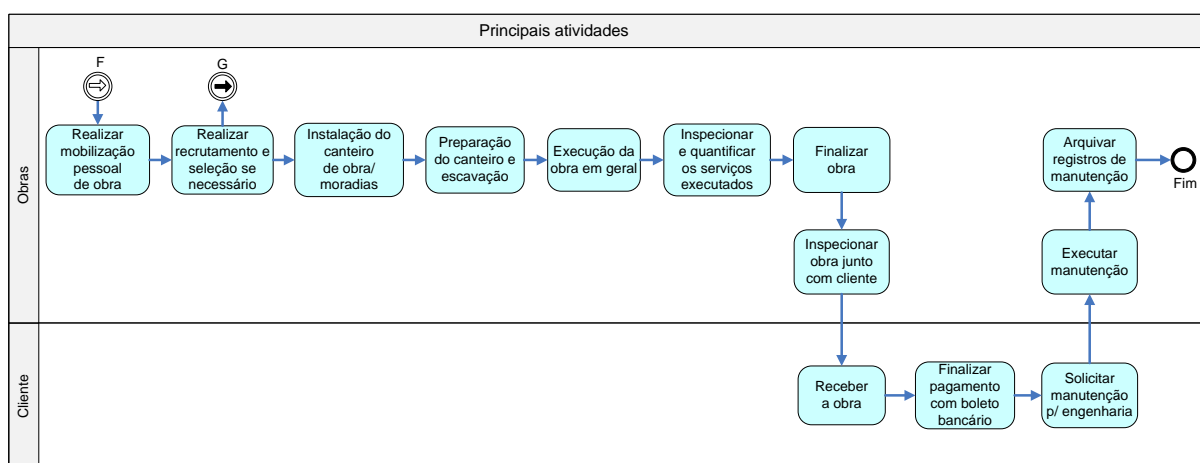 Principais atividades
Obras
F
G
Realizar
mobilização
pessoal
de obra
Realizar
recrutamento e
seleção se
necessário
Instalação do
canteiro
de obra/
moradias
Preparação
do canteiro e
escavação
Execução da
obra em geral
Inspecionar
e quantificar
os serviços
executados
Finalizar
obra
Inspecionar
obra junto
com cliente
Arquivar
registros de
manutenção
Fim
Executar
manutenção
Cliente
Receber
a obra
Finalizar
pagamento
com boleto
bancário
Solicitar
manutenção
p/ engenharia